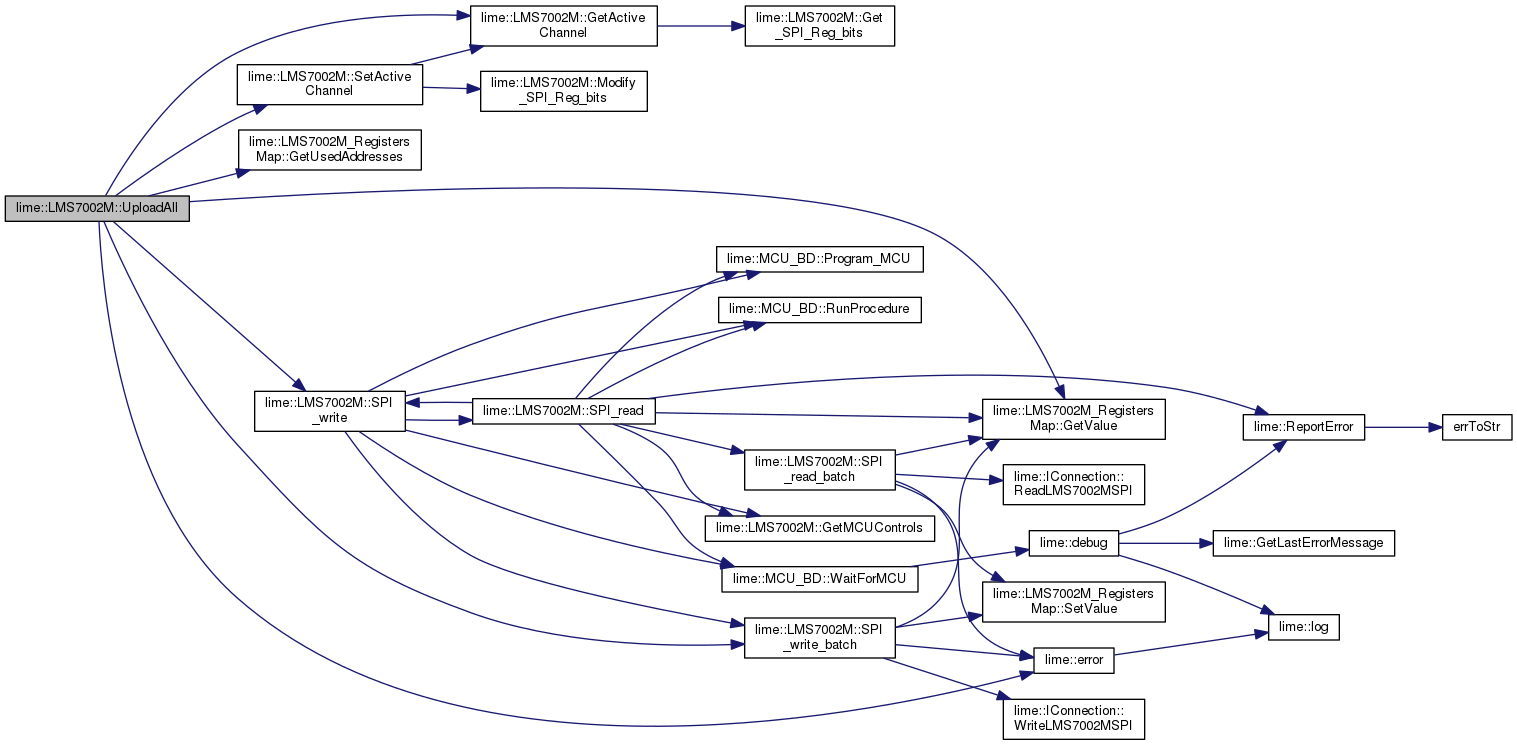 lime::LMS7002M::GetActive
Channel
lime::LMS7002M::Get
_SPI_Reg_bits
lime::LMS7002M::SetActive
Channel
lime::LMS7002M::Modify
_SPI_Reg_bits
lime::LMS7002M_Registers
Map::GetUsedAddresses
lime::LMS7002M::UploadAll
lime::MCU_BD::Program_MCU
lime::MCU_BD::RunProcedure
lime::LMS7002M::SPI
_write
lime::LMS7002M::SPI_read
lime::LMS7002M_Registers
Map::GetValue
lime::ReportError
errToStr
lime::LMS7002M::SPI
_read_batch
lime::IConnection::
ReadLMS7002MSPI
lime::LMS7002M::GetMCUControls
lime::debug
lime::GetLastErrorMessage
lime::MCU_BD::WaitForMCU
lime::LMS7002M_Registers
Map::SetValue
lime::log
lime::LMS7002M::SPI
_write_batch
lime::error
lime::IConnection::
WriteLMS7002MSPI